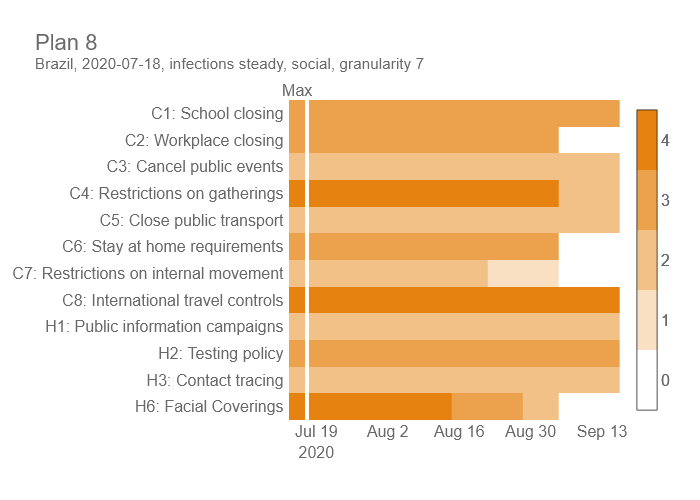 Plan 8
Brazil, 2020-07-18, infections steady, social, granularity 7
Max
C1: School closing
C2: Workplace closing
C3: Cancel public events
C4: Restrictions on gatherings
C5: Close public transport
C6: Stay at home requirements
C7: Restrictions on internal movement
C8: International travel controls
H1: Public information campaigns
H2: Testing policy
H3: Contact tracing
H6: Facial Coverings
4
3
2
1
0
Jul 19 Aug 2 Aug 16 Aug 30 Sep 13
2020